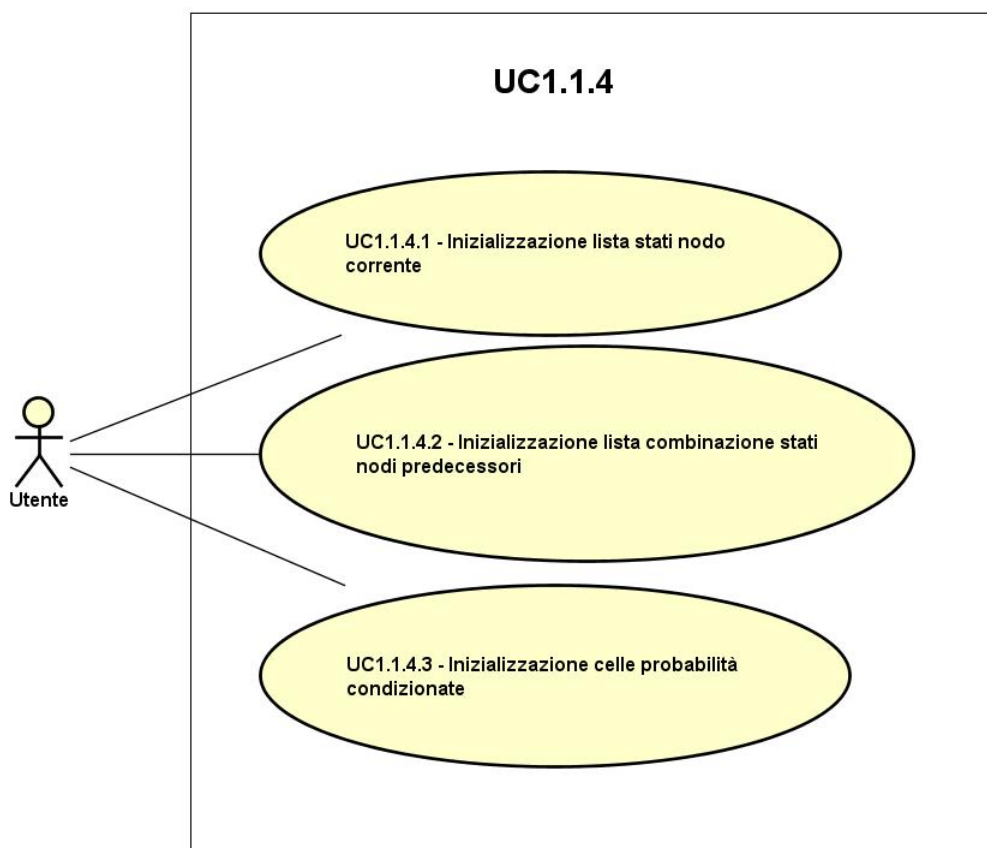 UC1.1.4
UC1.1.4.1 - Inizializzazione lista stati nodo
corrente
UC1.1.4.2 - Inizializzazione lista combinazione stati
nodi predecessori
Utente
UC1.1.4.3 - Inizializzazione celle probabilità
condizionate